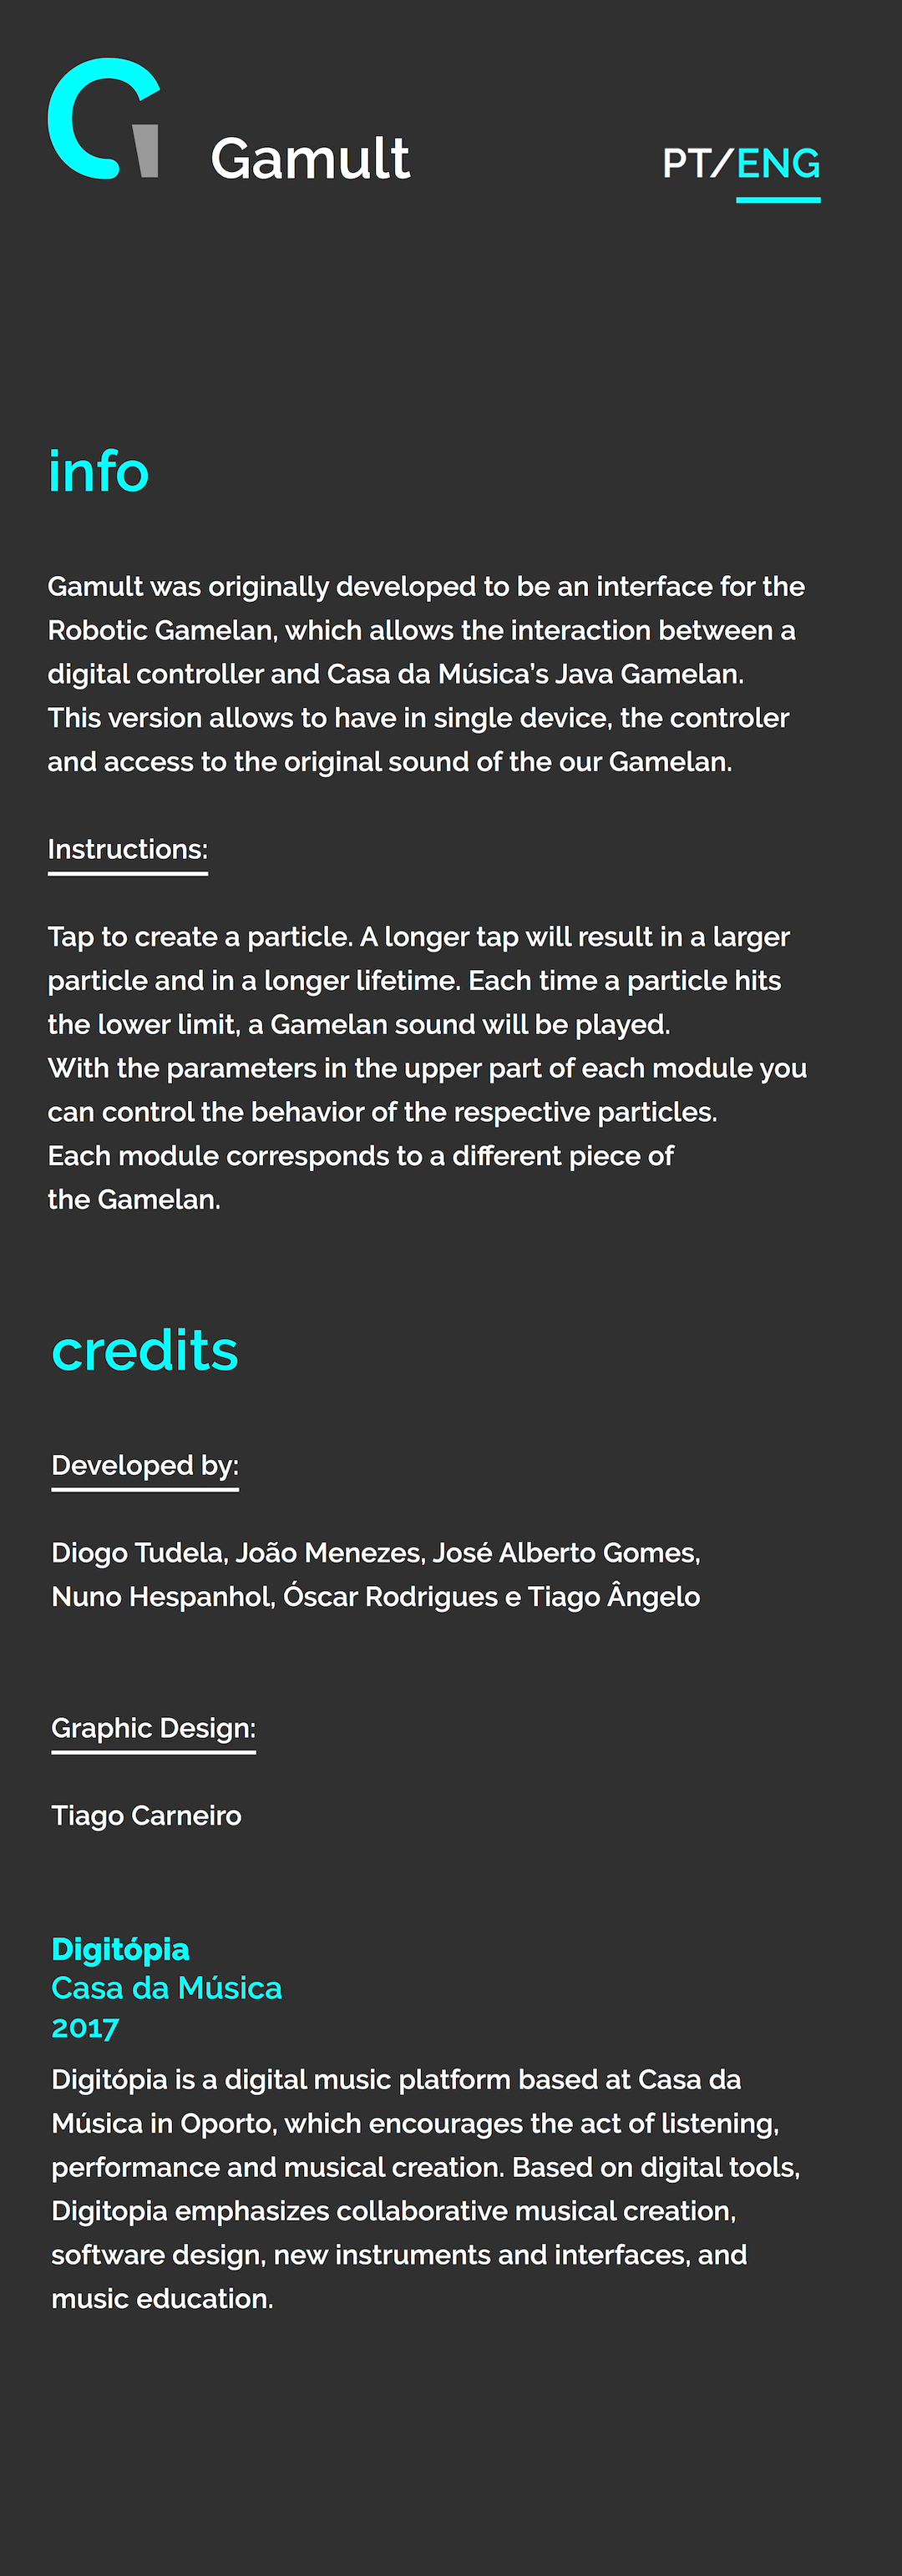 Gamult
PT/ENG
info
Gamult was originally developed to be an interface for the
Robotic Gamelan, which allows the interaction between a
digital controller and Casa da Música’s Java Gamelan.
This version allows to have in single device, the controler
and access to the original sound of the our Gamelan.
Instructions:
Tap to create a particle. A longer tap will result in a larger
particle and in a longer lifetime. Each time a particle hits
the lower limit, a Gamelan sound will be played.
With the parameters in the upper part of each module you
can control the behavior of the respective particles.
Each module corresponds to a different piece of
the Gamelan.
credits
Developed by:
Diogo Tudela, João Menezes, José Alberto Gomes,
Nuno Hespanhol, Óscar Rodrigues e Tiago Ângelo
Graphic Design:
Tiago Carneiro
Digitópia
Casa da Música
2017
Digitópia is a digital music platform based at Casa da
Música in Oporto, which encourages the act of listening,
performance and musical creation. Based on digital tools,
Digitopia emphasizes collaborative musical creation,
software design, new instruments and interfaces, and
music education.